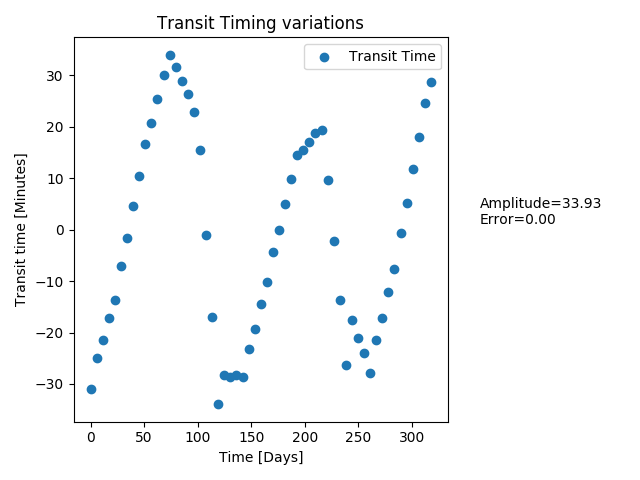 Transit Timing variations
Transit Time
Transit time [Minutes]
30
20
10
0
−10
−20
−30
0
50
100
150
200
250
300
Time [Days]
Amplitude=33.93
Error=0.00